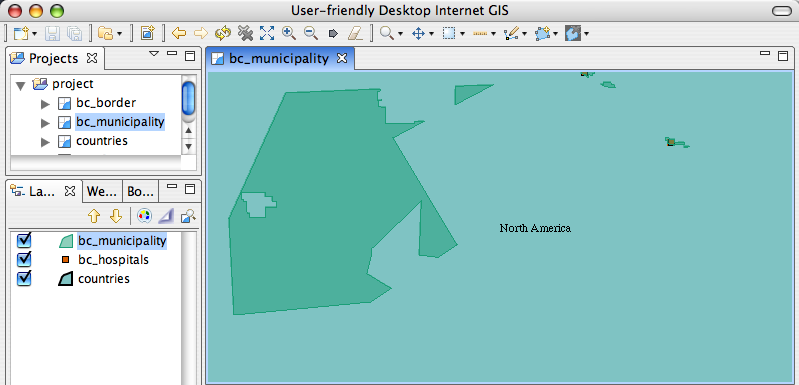 User-friendly Desktop Internet GIS
Projects
bc_municipality
project
bc_border
bc_municipality
countries
La...
We...
Bo...
bc_municipality
bc_hospitals
countries
North America